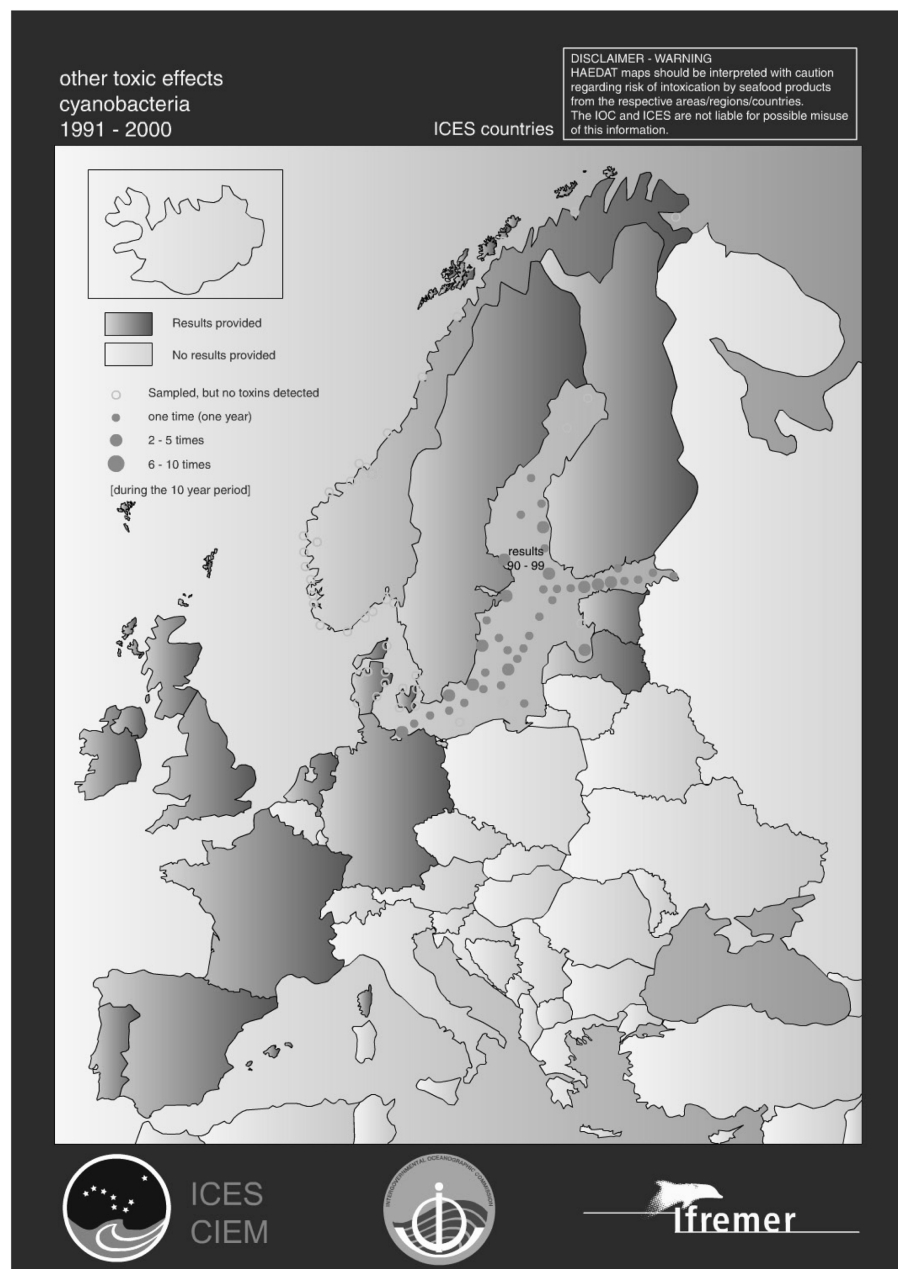 other toxic effects
cyanobacteria
1991 - 2000
ICES countries
DISCLAIMER - WARNING
HAEDAT maps should be interpreted with caution
regarding risk of intoxication by seafood products
from the respective areas/regions/countries.
The IOC and ICES are not liable for possible misuse
of this information.
Results provided
No results provided
Sampled, but no toxins detected
one time (one year)
2 - 5 times
6 - 10 times
[during the 10 year period]
results
90 - 99
ICES
CIEM
INTERGOVERNMENTAL OCEANOGRAPHIC COMMISSION
Ifremer